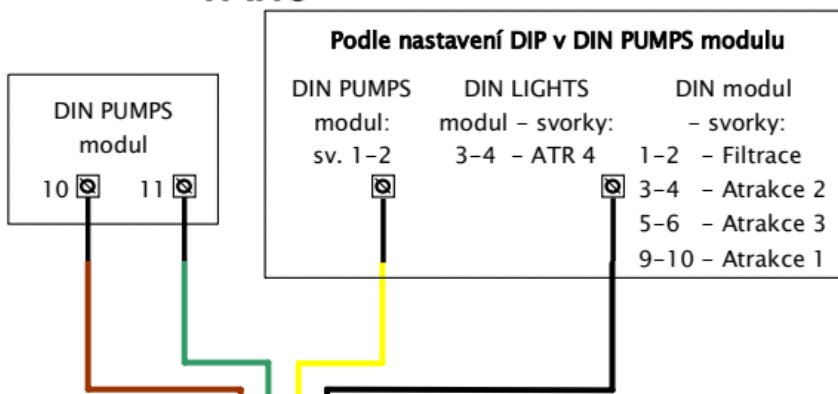 Podle nastavení DIP v DIN PUMPS modulu
DIN PUMPS
modul
10
11
DIN PUMPS
modul:
sv. 1-2
DIN LIGHTS
modul - svorky:
3-4 - ATR 4
DIN modul
- svorky:
1-2 - Filtrace
3-4 - Atrakce 2
5-6 - Atrakce 3
9-10 - Atrakce 1